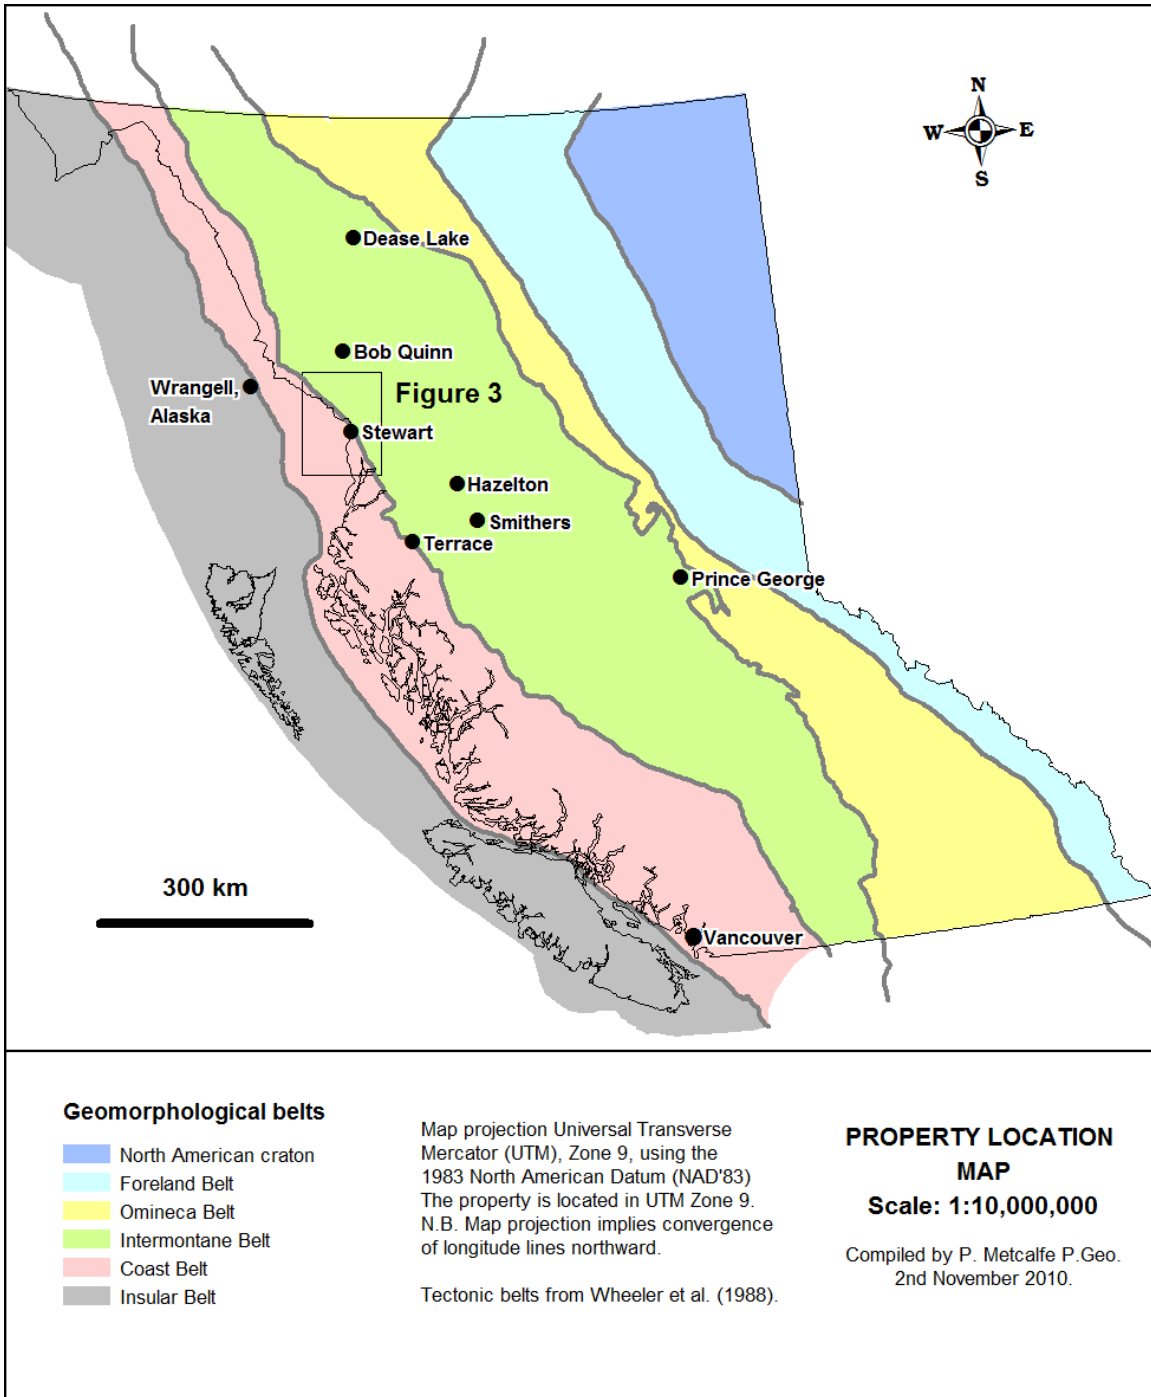 N
W E
S
Dease Lake
Bob Quinn
Wrangell,
Alaska
Figure 3
Stewart
Hazelton
Smithers
Terrace
Prince George
300 km
Vancouver
Geomorphological belts
North American craton
Foreland Belt
Omineca Belt
Intermontane Belt
Coast Belt
Insular Belt
Map projection Universal Transverse
Mercator (UTM), Zone 9, using the
1983 North American Datum (NAD'83)
The property is located in UTM Zone 9.
N.B. Map projection implies convergence
of longitude lines northward.
Tectonic belts from Wheeler et al. (1988).
PROPERTY LOCATION
MAP
Scale: 1:10,000,000
Compiled by P. Metcalfe P.Geo.
2nd November 2010.